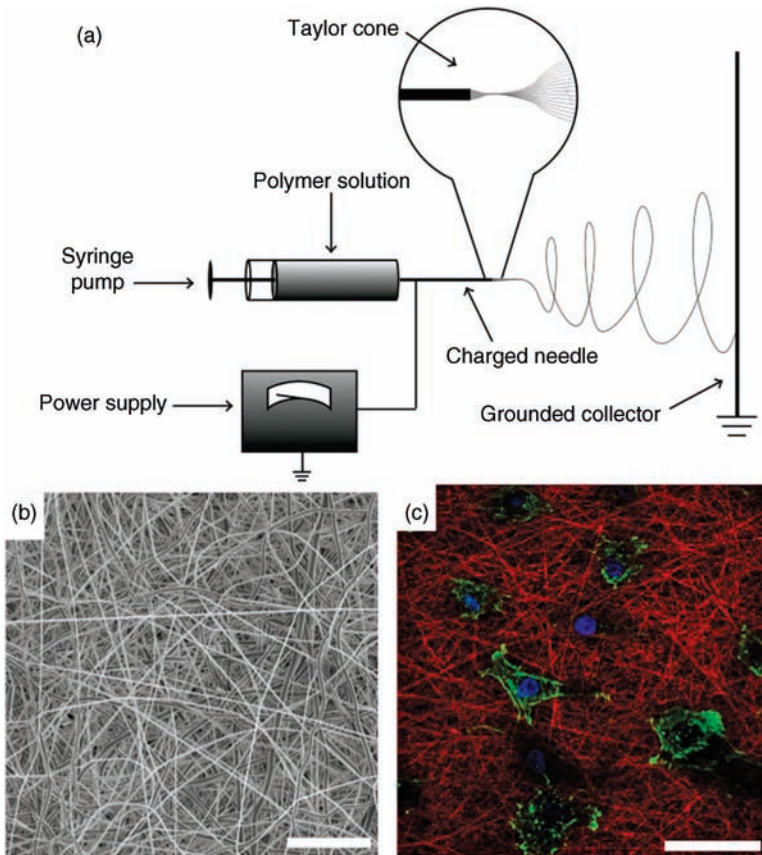 (a)
Taylor cone
Polymer solution
Syringe
pump
Charged needle
Power supply
Grounded collector
(b)
(c)